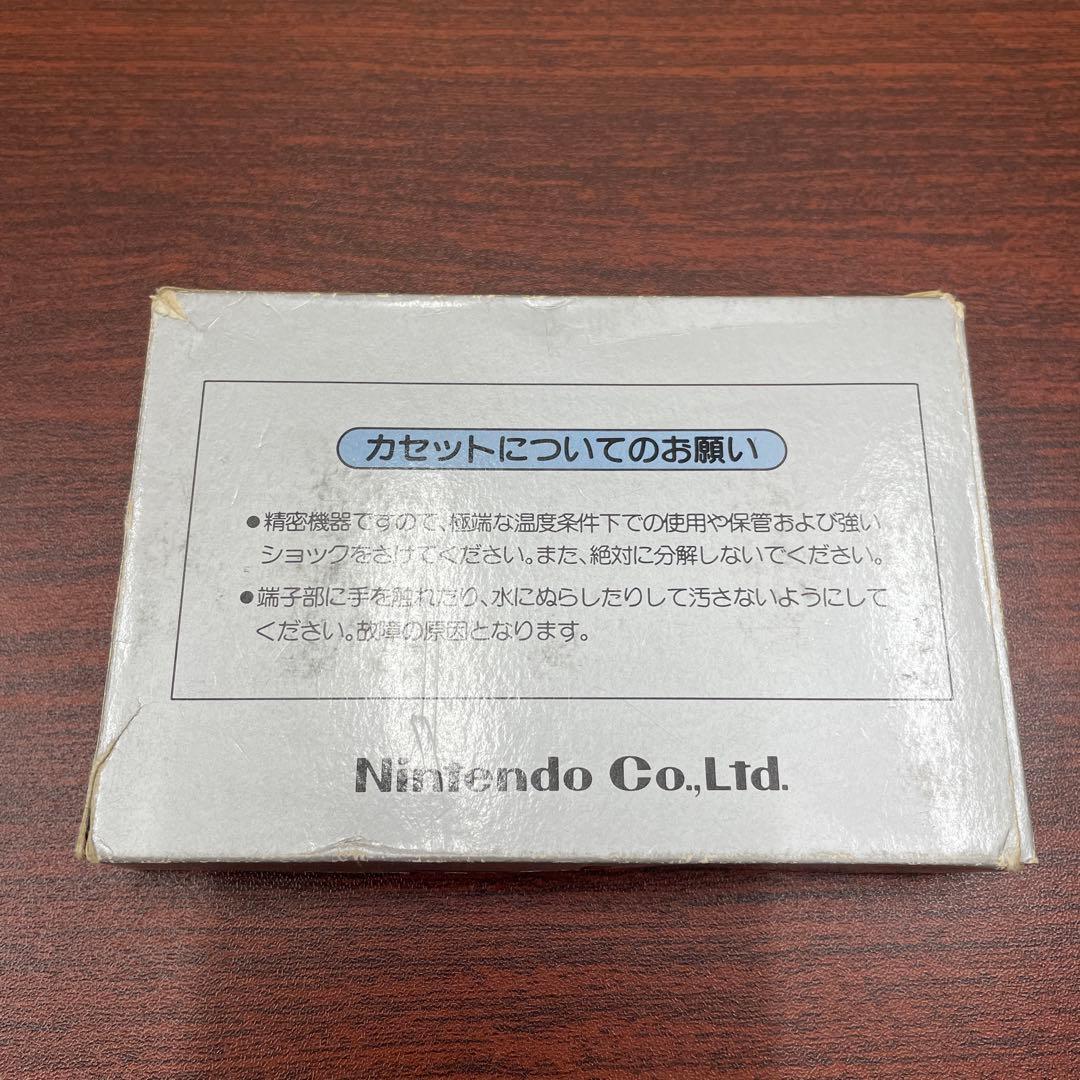 カセットについてのお願い
●精密機器ですので、極端な温度条件下での使用や保管および強い
ショックをさけてください。また、絶対に分解しないでください。
●端子部に手を触れたり、水にぬらしたりして汚さないようにして
ください。故障の原因となります。
Nintendo Co.,Ltd.